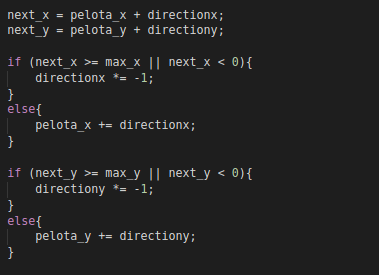 next_x = pelota_x + directionx;
next_y = pelota_y + directiony;

if (next_x >= max_x || next_x < 0){
    directionx *= -1;
}
else{
    pelota_x += directionx;
}

if (next_y >= max_y || next_y < 0){
    directiony *= -1;
}
else{
    pelota_y += directiony;
}